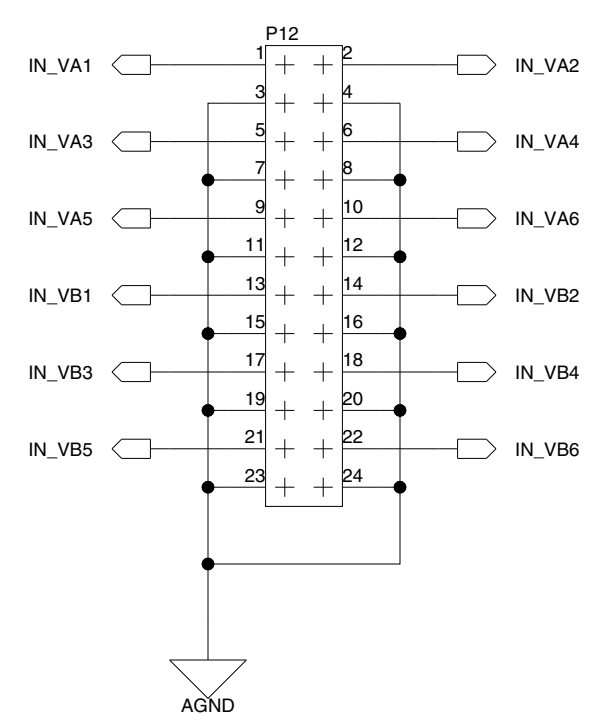 P12
IN_VA1 1 2 IN_VA2
3 4
IN_VA3 5 6 IN_VA4
7 8
IN_VA5 9 10 IN_VA6
11 12
IN_VB1 13 14 IN_VB2
15 16
IN_VB3 17 18 IN_VB4
19 20
IN_VB5 21 22 IN_VB6
23 24
AGND